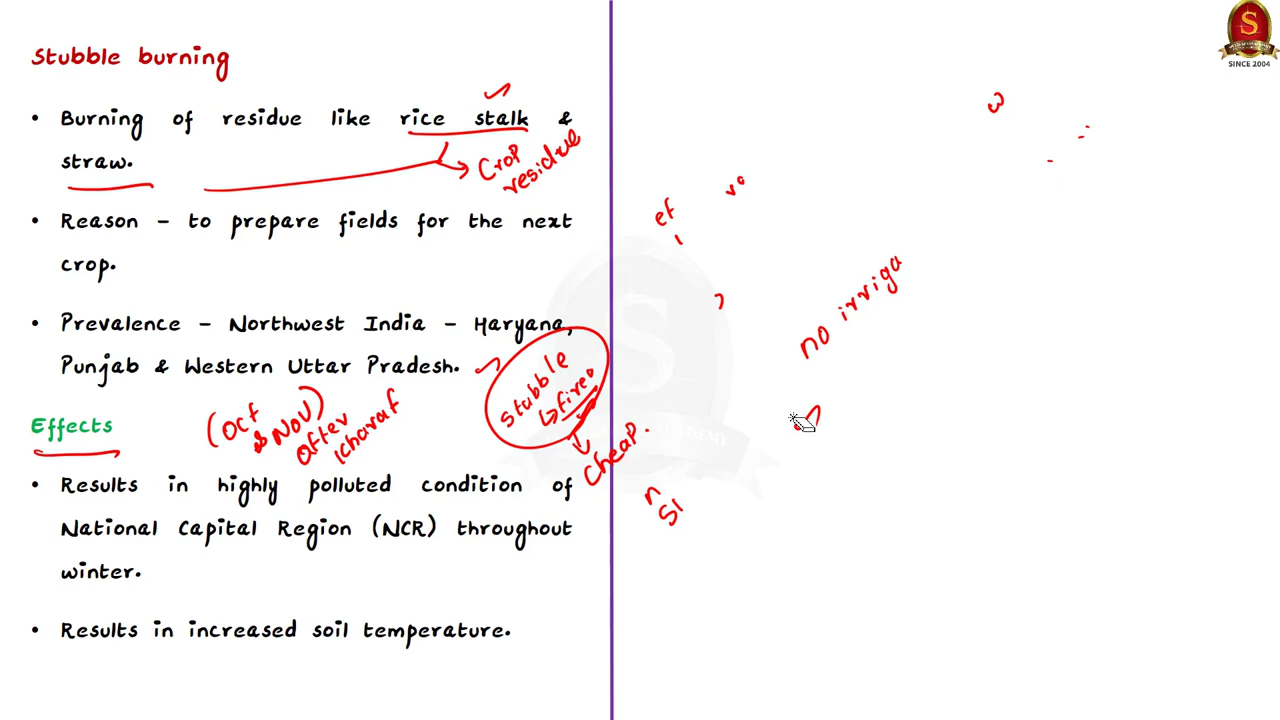 Stubble burning
• Burning of residue like rice stalk &
straw.
Crop
residue
• Reason - to prepare fields for the next
crop.
• Prevalence - Northwest India - Haryana,
Punjab & Western Uttar Pradesh.
Stubble
↳ fire
cheap.
(Oct
& Nov)
after
kharaf
Effects
• Results in highly polluted condition of
National Capital Region (NCR) throughout
winter.
• Results in increased soil temperature.
no irriga
SINCE 2004